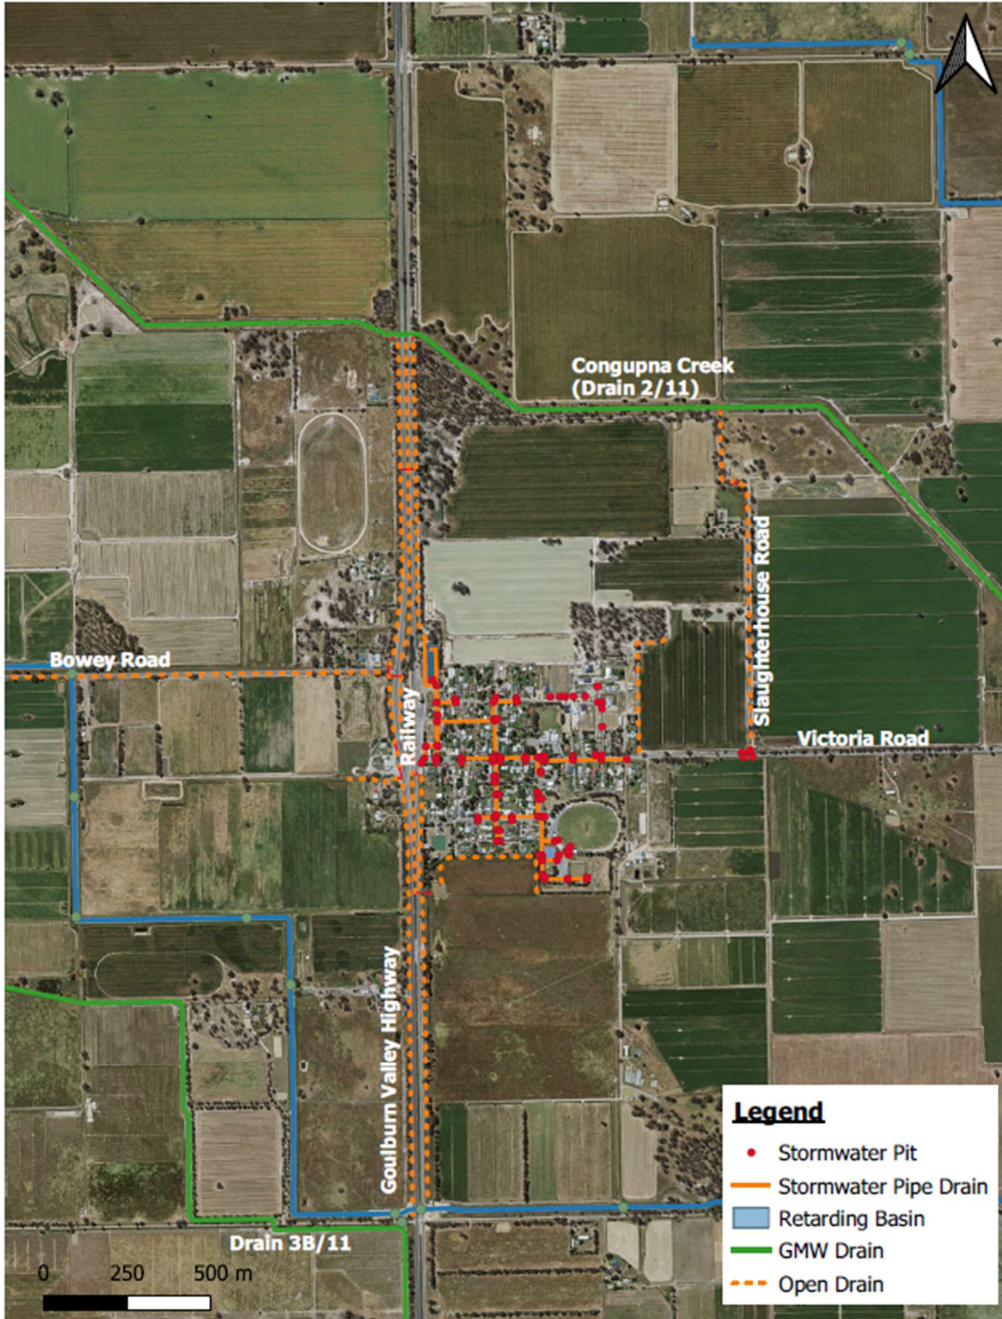 Congupna Creek
(Drain 2/11)
Slaughterhouse Road
Bowey Road
Railway
Victoria Road
Goulburn Valley Highway
Drain 3B/11
0 250 500 m
Legend
Stormwater Pit
Stormwater Pipe Drain
Retarding Basin
GMW Drain
Open Drain